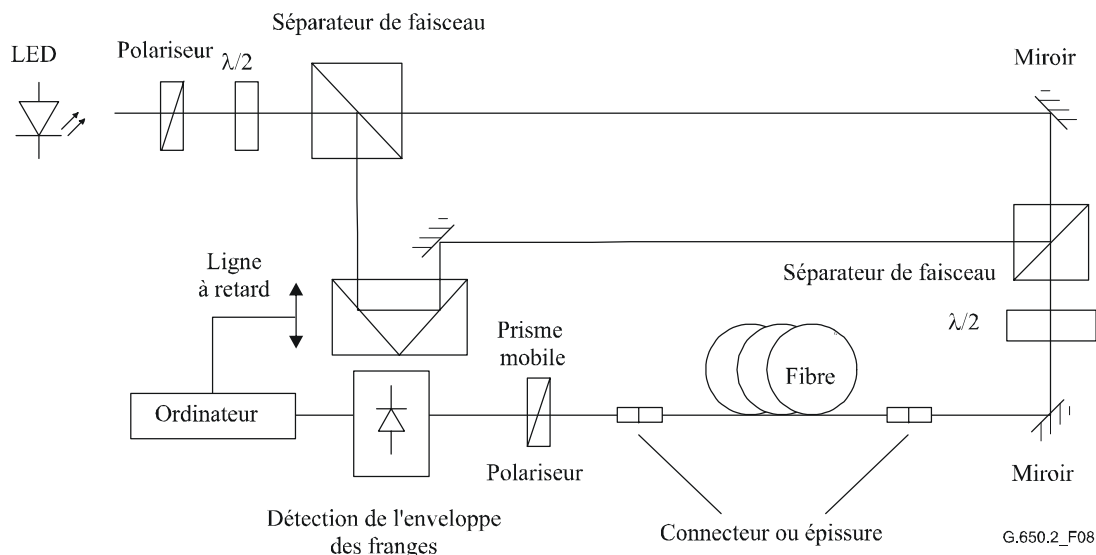 Séparateur de faisceau
LED
Polariseur
λ/2
Miroir
Ligne
à retard
Séparateur de faisceau
λ/2
Prisme
mobile
Fibre
Ordinateur
Polariseur
Miroir
Détection de l'enveloppe
des franges
Connecteur ou épissure
G.650.2_F08